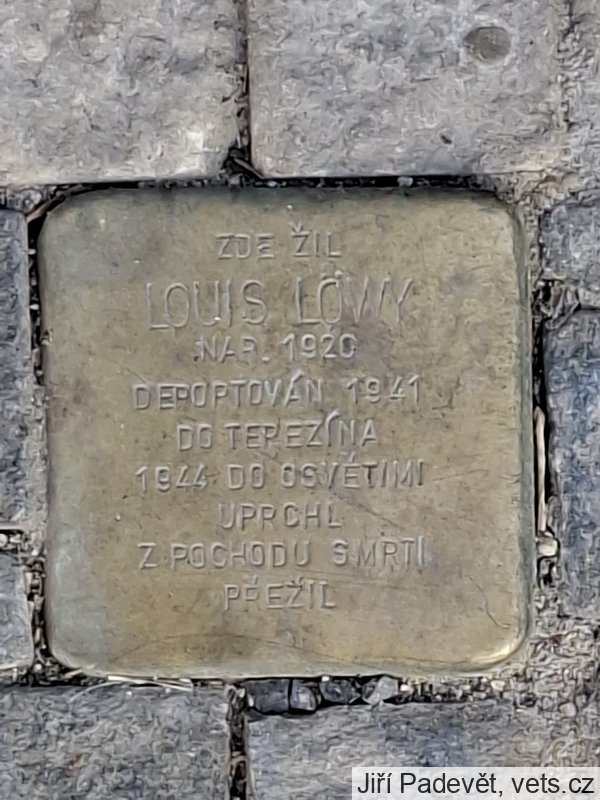 ZDE ŽIL
LOUIS LÖWY
NAR. 1920
DEPORTOVÁN 1941
DO TEREZÍNA
1944 DO OSVĚTIMI
UPRCHL
Z POCHODU SMRTI
PŘEŽIL
Jiří Padevět, vets.cz